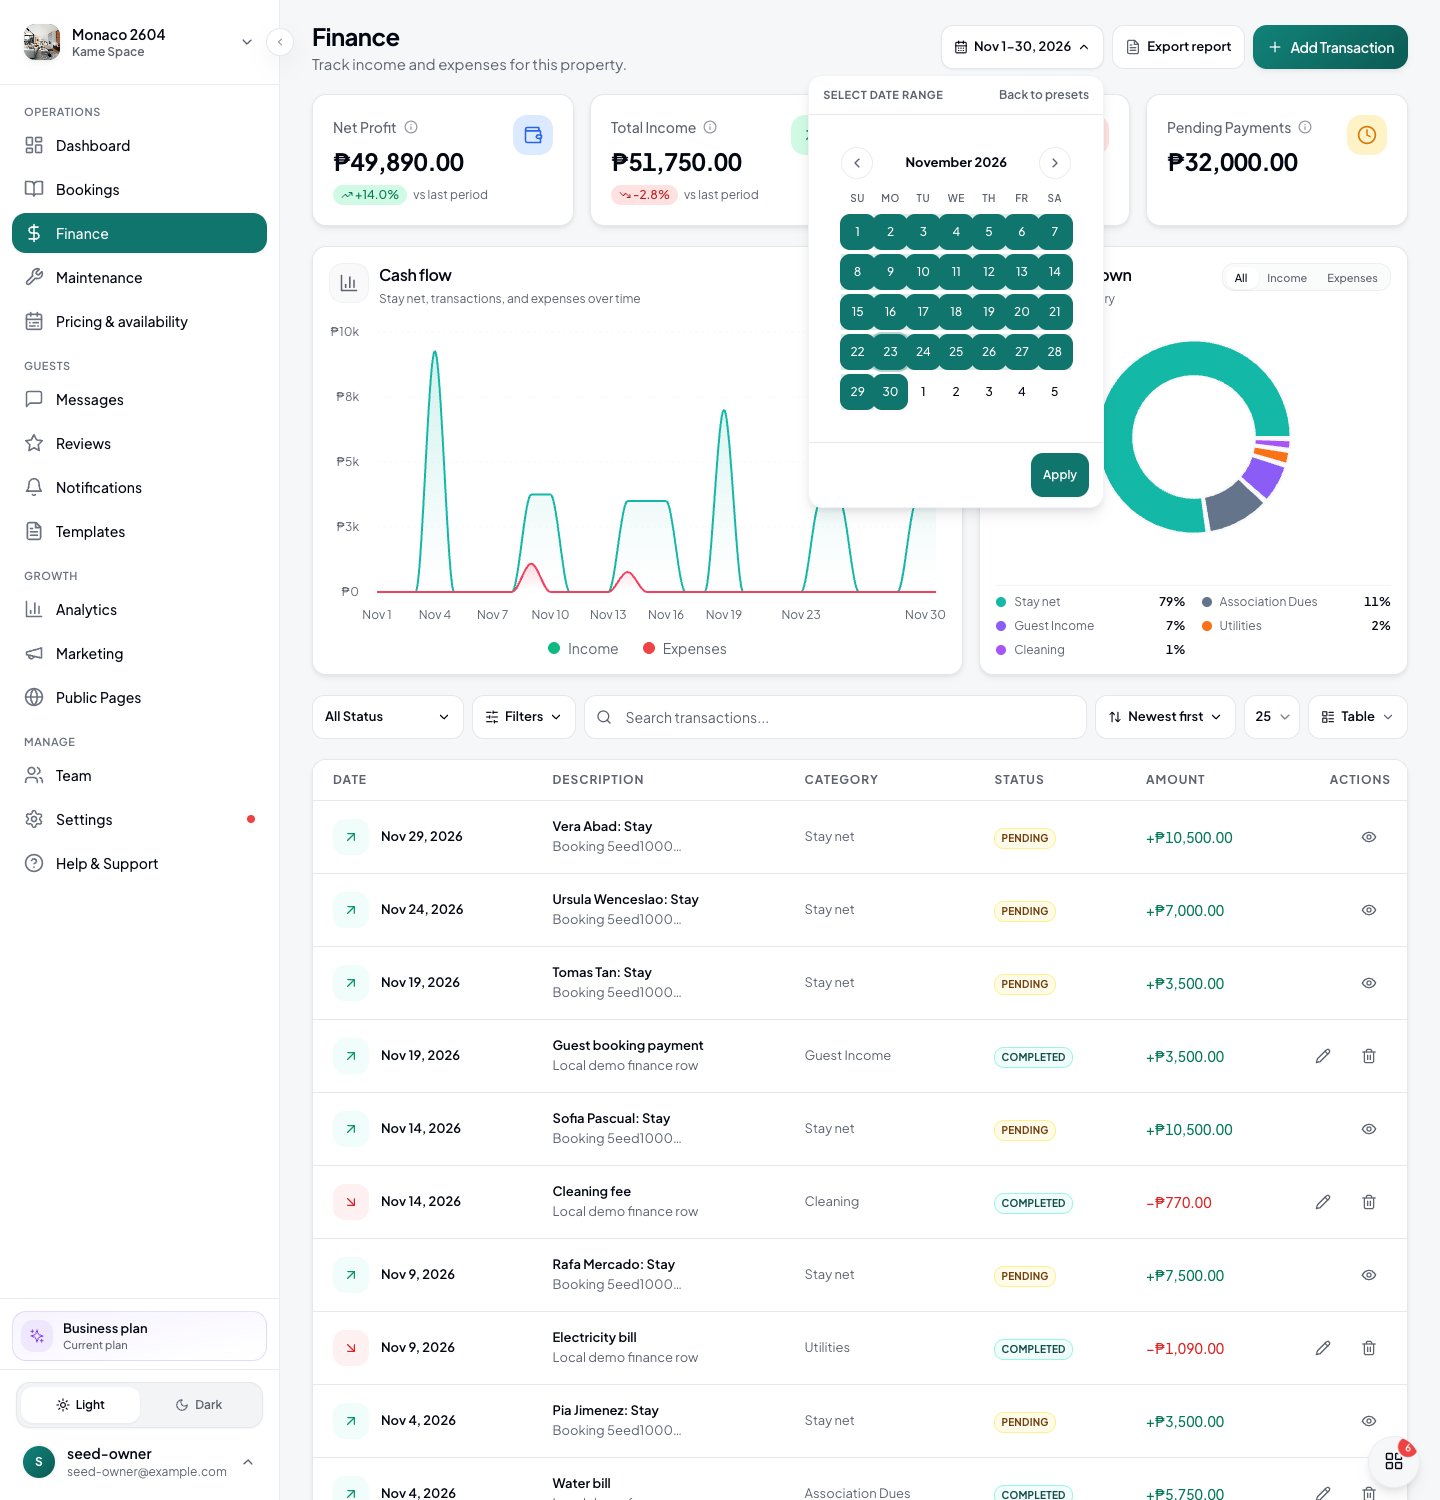 Monaco 2604
Kame Space
OPERATIONS
Dashboard
Bookings
Finance
Maintenance
Pricing & availability
GUESTS
Messages
Reviews
Notifications
Templates
GROWTH
Analytics
Marketing
Public Pages
MANAGE
Team
Settings
Help & Support
Business plan
Current plan
Light
Dark
S
seed-owner
seed-owner@example.com
Finance
Track income and expenses for this property.
Nov 1–30, 2026
Export report
Add Transaction
Net Profit
₱49,890.00
+14.0% vs last period
Total Income
₱51,750.00
-2.8% vs last period
Pending Payments
₱32,000.00
SELECT DATE RANGE
Back to presets
November 2026
SU MO TU WE TH FR SA
1 2 3 4 5 6 7
8 9 10 11 12 13 14
15 16 17 18 19 20 21
22 23 24 25 26 27 28
29 30 1 2 3 4 5
Apply
Cash flow
Stay net, transactions, and expenses over time
₱10k
₱8k
₱5k
₱3k
₱0
Nov 1 Nov 4 Nov 7 Nov 10 Nov 13 Nov 16 Nov 19 Nov 23 Nov 30
Income
Expenses
All
Income
Expenses
Stay net 79%
Association Dues 11%
Guest Income 7%
Utilities 2%
Cleaning 1%
All Status
Filters
Search transactions...
Newest first
25
Table
DATE DESCRIPTION CATEGORY STATUS AMOUNT ACTIONS
Nov 29, 2026 Vera Abad: Stay Stay net PENDING +₱10,500.00
Booking 5eed1000…
Nov 24, 2026 Ursula Wenceslao: Stay Stay net PENDING +₱7,000.00
Booking 5eed1000…
Nov 19, 2026 Tomas Tan: Stay Stay net PENDING +₱3,500.00
Booking 5eed1000…
Nov 19, 2026 Guest booking payment Guest Income COMPLETED +₱3,500.00
Local demo finance row
Nov 14, 2026 Sofia Pascual: Stay Stay net PENDING +₱10,500.00
Booking 5eed1000…
Nov 14, 2026 Cleaning fee Cleaning COMPLETED −₱770.00
Local demo finance row
Nov 9, 2026 Rafa Mercado: Stay Stay net PENDING +₱7,500.00
Booking 5eed1000…
Nov 9, 2026 Electricity bill Utilities COMPLETED −₱1,090.00
Local demo finance row
Nov 4, 2026 Pia Jimenez: Stay Stay net PENDING +₱3,500.00
Booking 5eed1000…
Nov 4, 2026 Water bill Association Dues COMPLETED +₱5,750.00
6